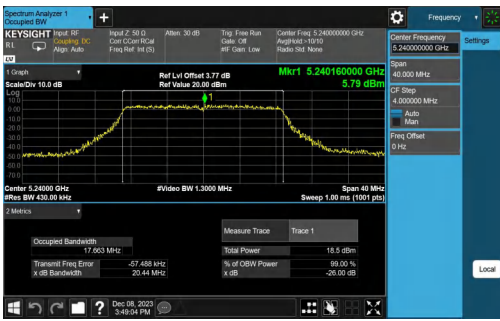 Spectrum Analyzer 1
Occupied BW
+
Frequency
KEYSIGHT
Input: RF
Coupling: DC
Align: Auto
Input Z: 50 Ω
Corr CCorr RCal
Freq Ref: Int (S)
Atten: 30 dB
Trig: Free Run
Gate: Off
#IF Gain: Low
Center Freq: 5.240000000 GHz
Avg|Hold:>10/10
Radio Std: None
RL
LXI
Center Frequency
5.240000000 GHz
Settings
Span
40.000 MHz
CF Step
4.000000 MHz
Auto
Man
Freq Offset
0 Hz
Local
1 Graph
Scale/Div 10.0 dB
Ref Lvl Offset 3.77 dB
Ref Value 20.00 dBm
Mkr1 5.240160000 GHz
5.79 dBm
Log
10.0
0.00
-10.0
-20.0
-30.0
-40.0
-50.0
-60.0
-70.0
1
Center 5.24000 GHz
#Res BW 430.00 kHz
#Video BW 1.3000 MHz
Span 40 MHz
Sweep 1.00 ms (1001 pts)
2 Metrics
Measure Trace
Trace 1
Occupied Bandwidth
17.663 MHz
Total Power
18.5 dBm
Transmit Freq Error
-57.488 kHz
% of OBW Power
99.00 %
x dB Bandwidth
20.44 MHz
x dB
-26.00 dB
?
Dec 08, 2023
3:49:04 PM